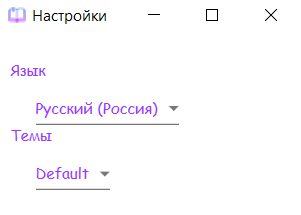 Настройки
Язык
Русский (Россия)
Темы
Default